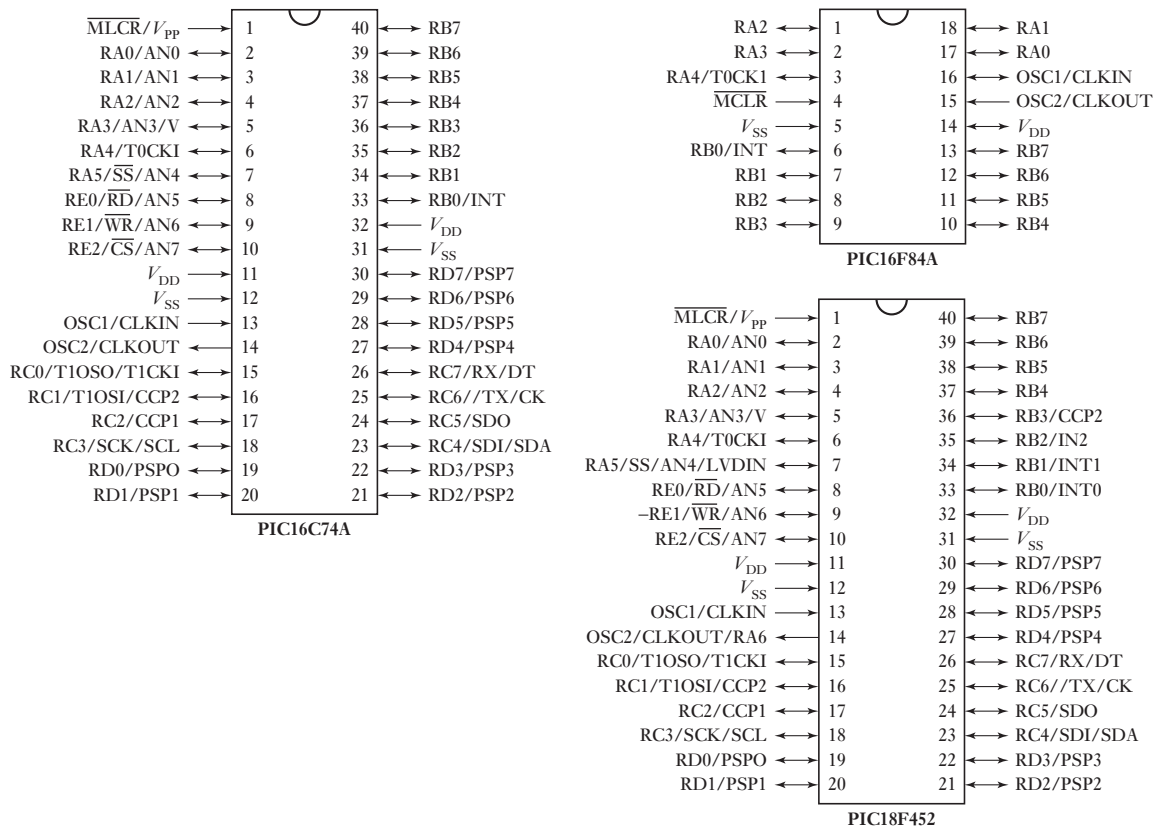 MLCR/VPP 1 40 RB7
RA0/AN0 2 39 RB6
RA1/AN1 3 38 RB5
RA2/AN2 4 37 RB4
RA3/AN3/V 5 36 RB3
RA4/T0CKI 6 35 RB2
RA5/SS/AN4 7 34 RB1
RE0/RD/AN5 8 33 RB0/INT
RE1/WR/AN6 9 32 VDD
RE2/CS/AN7 10 31 VSS
VDD 11 30 RD7/PSP7
VSS 12 29 RD6/PSP6
OSC1/CLKIN 13 28 RD5/PSP5
OSC2/CLKOUT 14 27 RD4/PSP4
RC0/T1OSO/T1CKI 15 26 RC7/RX/DT
RC1/T1OSI/CCP2 16 25 RC6//TX/CK
RC2/CCP1 17 24 RC5/SDO
RC3/SCK/SCL 18 23 RC4/SDI/SDA
RD0/PSPO 19 22 RD3/PSP3
RD1/PSP1 20 21 RD2/PSP2
PIC16C74A
RA2 1 18 RA1
RA3 2 17 RA0
RA4/T0CK1 3 16 OSC1/CLKIN
MCLR 4 15 OSC2/CLKOUT
VSS 5 14 VDD
RB0/INT 6 13 RB7
RB1 7 12 RB6
RB2 8 11 RB5
RB3 9 10 RB4
PIC16F84A
MLCR/VPP 1 40 RB7
RA0/AN0 2 39 RB6
RA1/AN1 3 38 RB5
RA2/AN2 4 37 RB4
RA3/AN3/V 5 36 RB3/CCP2
RA4/T0CKI 6 35 RB2/IN2
RA5/SS/AN4/LVDIN 7 34 RB1/INT1
RE0/RD/AN5 8 33 RB0/INT0
–RE1/WR/AN6 9 32 VDD
RE2/CS/AN7 10 31 VSS
VDD 11 30 RD7/PSP7
VSS 12 29 RD6/PSP6
OSC1/CLKIN 13 28 RD5/PSP5
OSC2/CLKOUT/RA6 14 27 RD4/PSP4
RC0/T1OSO/T1CKI 15 26 RC7/RX/DT
RC1/T1OSI/CCP2 16 25 RC6//TX/CK
RC2/CCP1 17 24 RC5/SDO
RC3/SCK/SCL 18 23 RC4/SDI/SDA
RD0/PSPO 19 22 RD3/PSP3
RD1/PSP1 20 21 RD2/PSP2
PIC18F452